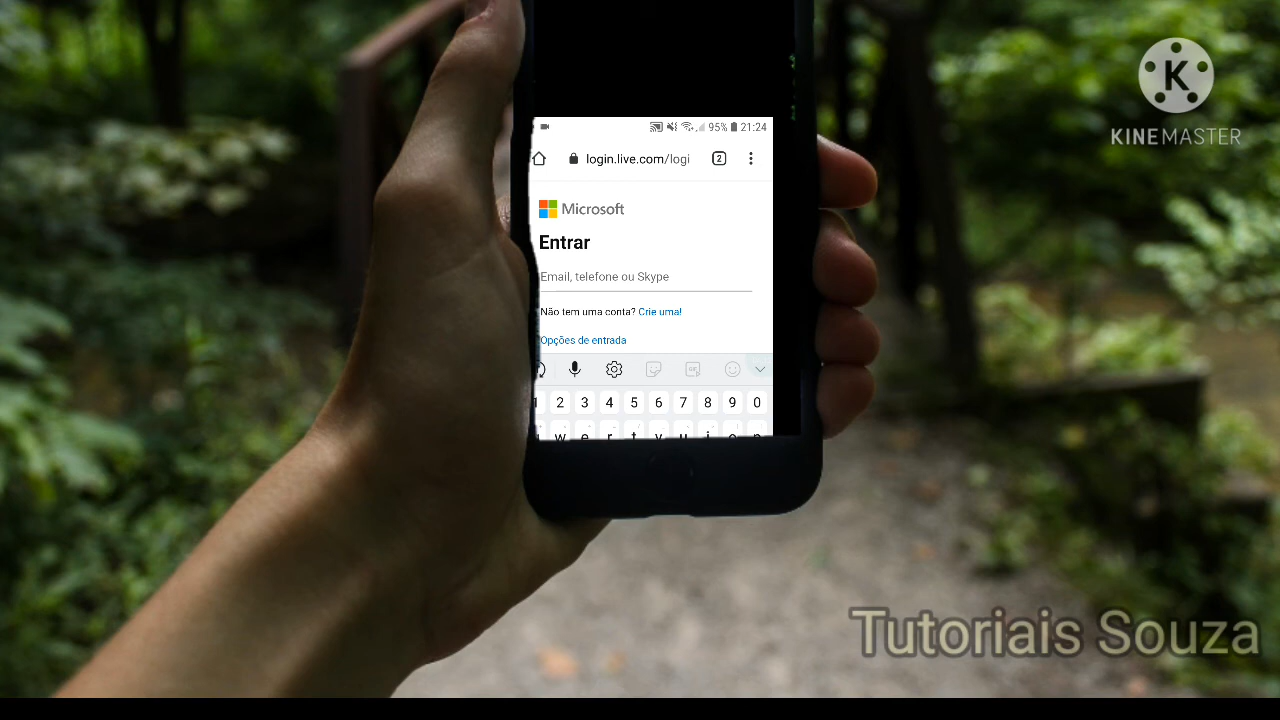 KINEMASTER
95% 21:24
login.live.com/logi
2
Microsoft
Entrar
Email, telefone ou Skype
Não tem uma conta? Crie uma!
Opções de entrada
GIF
1 2 3 4 5 6 7 8 9 0
w e r t y u i o p
Tutoriais Souza